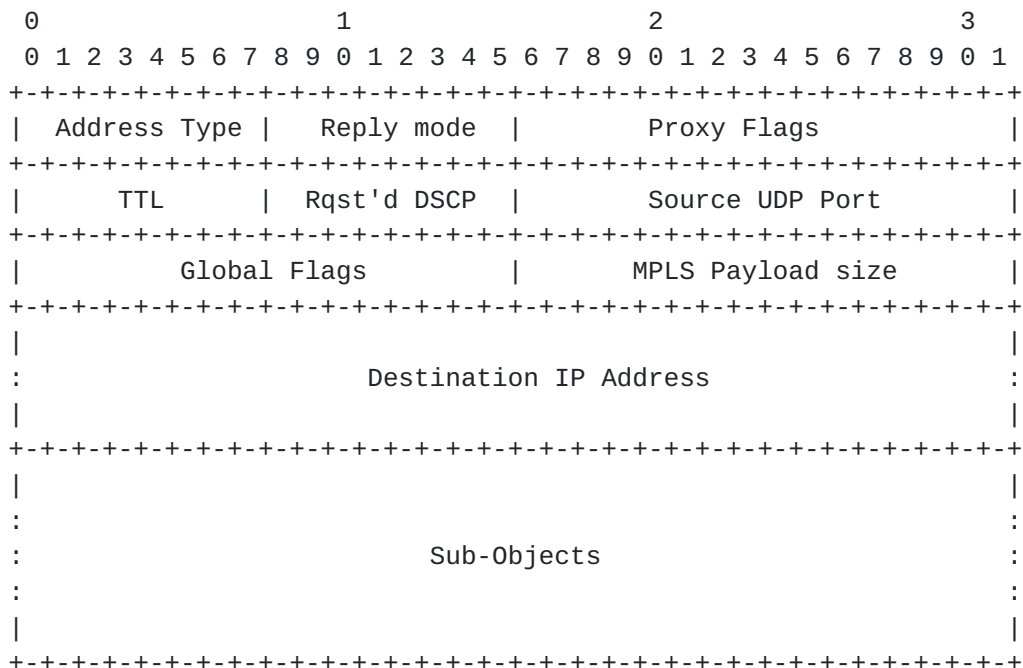 0                   1                   2                   3
 0 1 2 3 4 5 6 7 8 9 0 1 2 3 4 5 6 7 8 9 0 1 2 3 4 5 6 7 8 9 0 1
+-+-+-+-+-+-+-+-+-+-+-+-+-+-+-+-+-+-+-+-+-+-+-+-+-+-+-+-+-+-+-+-+
|  Address Type |   Reply mode  |        Proxy Flags            |
+-+-+-+-+-+-+-+-+-+-+-+-+-+-+-+-+-+-+-+-+-+-+-+-+-+-+-+-+-+-+-+-+
|      TTL      |  Rqst'd DSCP  |        Source UDP Port        |
+-+-+-+-+-+-+-+-+-+-+-+-+-+-+-+-+-+-+-+-+-+-+-+-+-+-+-+-+-+-+-+-+
|          Global Flags         |       MPLS Payload size       |
+-+-+-+-+-+-+-+-+-+-+-+-+-+-+-+-+-+-+-+-+-+-+-+-+-+-+-+-+-+-+-+-+
|                                                               |
:                      Destination IP Address                   :
|                                                               |
+-+-+-+-+-+-+-+-+-+-+-+-+-+-+-+-+-+-+-+-+-+-+-+-+-+-+-+-+-+-+-+-+
|                                                               |
:                                                               :
:                          Sub-Objects                          :
:                                                               :
|                                                               |
+-+-+-+-+-+-+-+-+-+-+-+-+-+-+-+-+-+-+-+-+-+-+-+-+-+-+-+-+-+-+-+-+